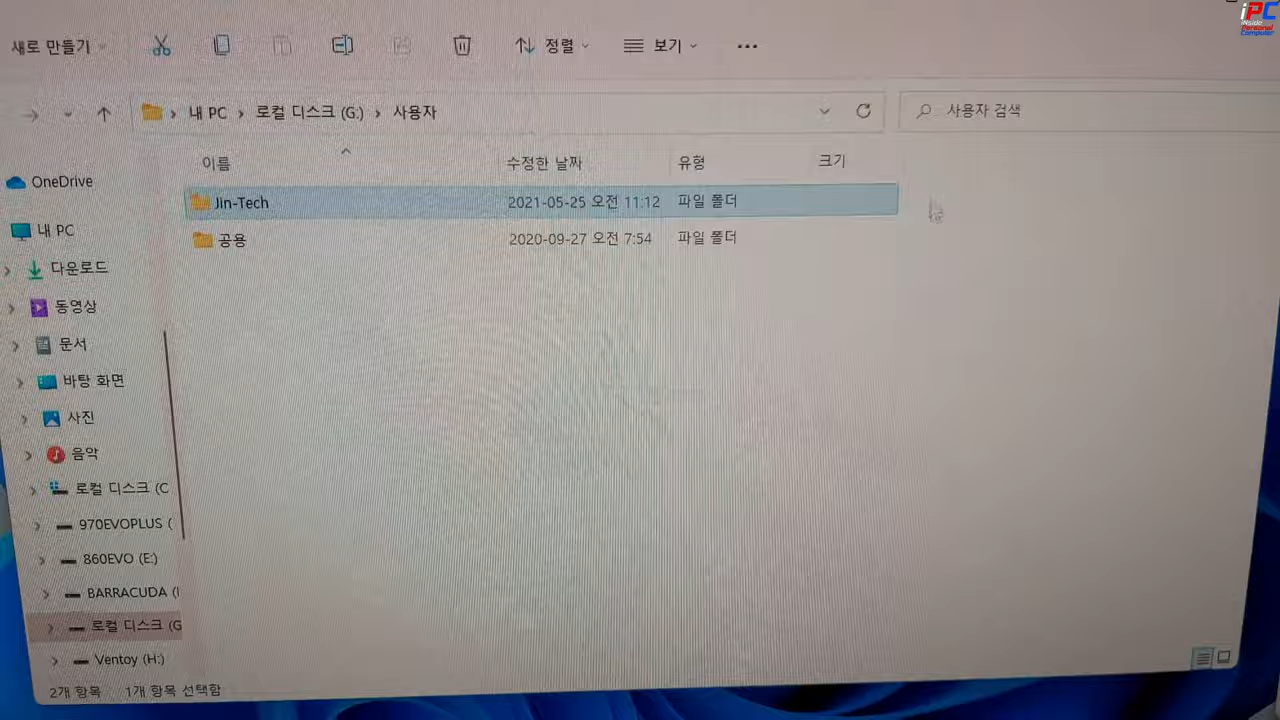 iPC
iNside
Personal
Computer
새로 만들기
정렬
보기
내 PC > 로컬 디스크 (G:) > 사용자
사용자 검색
이름 수정한 날짜 유형 크기
Jin-Tech 2021-05-25 오전 11:12 파일 폴더
공용 2020-09-27 오전 7:54 파일 폴더
OneDrive
내 PC
다운로드
동영상
문서
바탕 화면
사진
음악
로컬 디스크 (C
970EVOPLUS (
860EVO (E:)
BARRACUDA (
로컬 디스크 (G
Ventoy (H:)
2개 항목 1개 항목 선택함